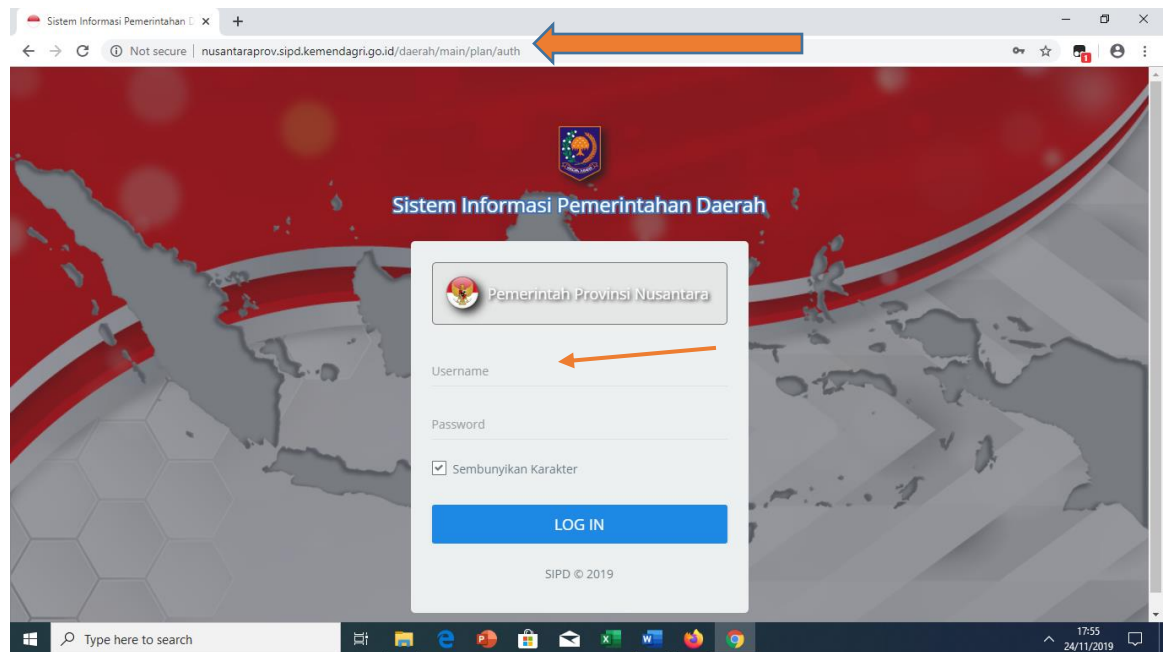 Sistem Informasi Pemerintahan D
Not secure | nusantaraprov.sipd.kemendagri.go.id/daerah/main/plan/auth
1
Sistem Informasi Pemerintahan Daerah
Pemerintah Provinsi Nusantara
Username
Password
Sembunyikan Karakter
LOG IN
SIPD © 2019
Type here to search
17:55
24/11/2019